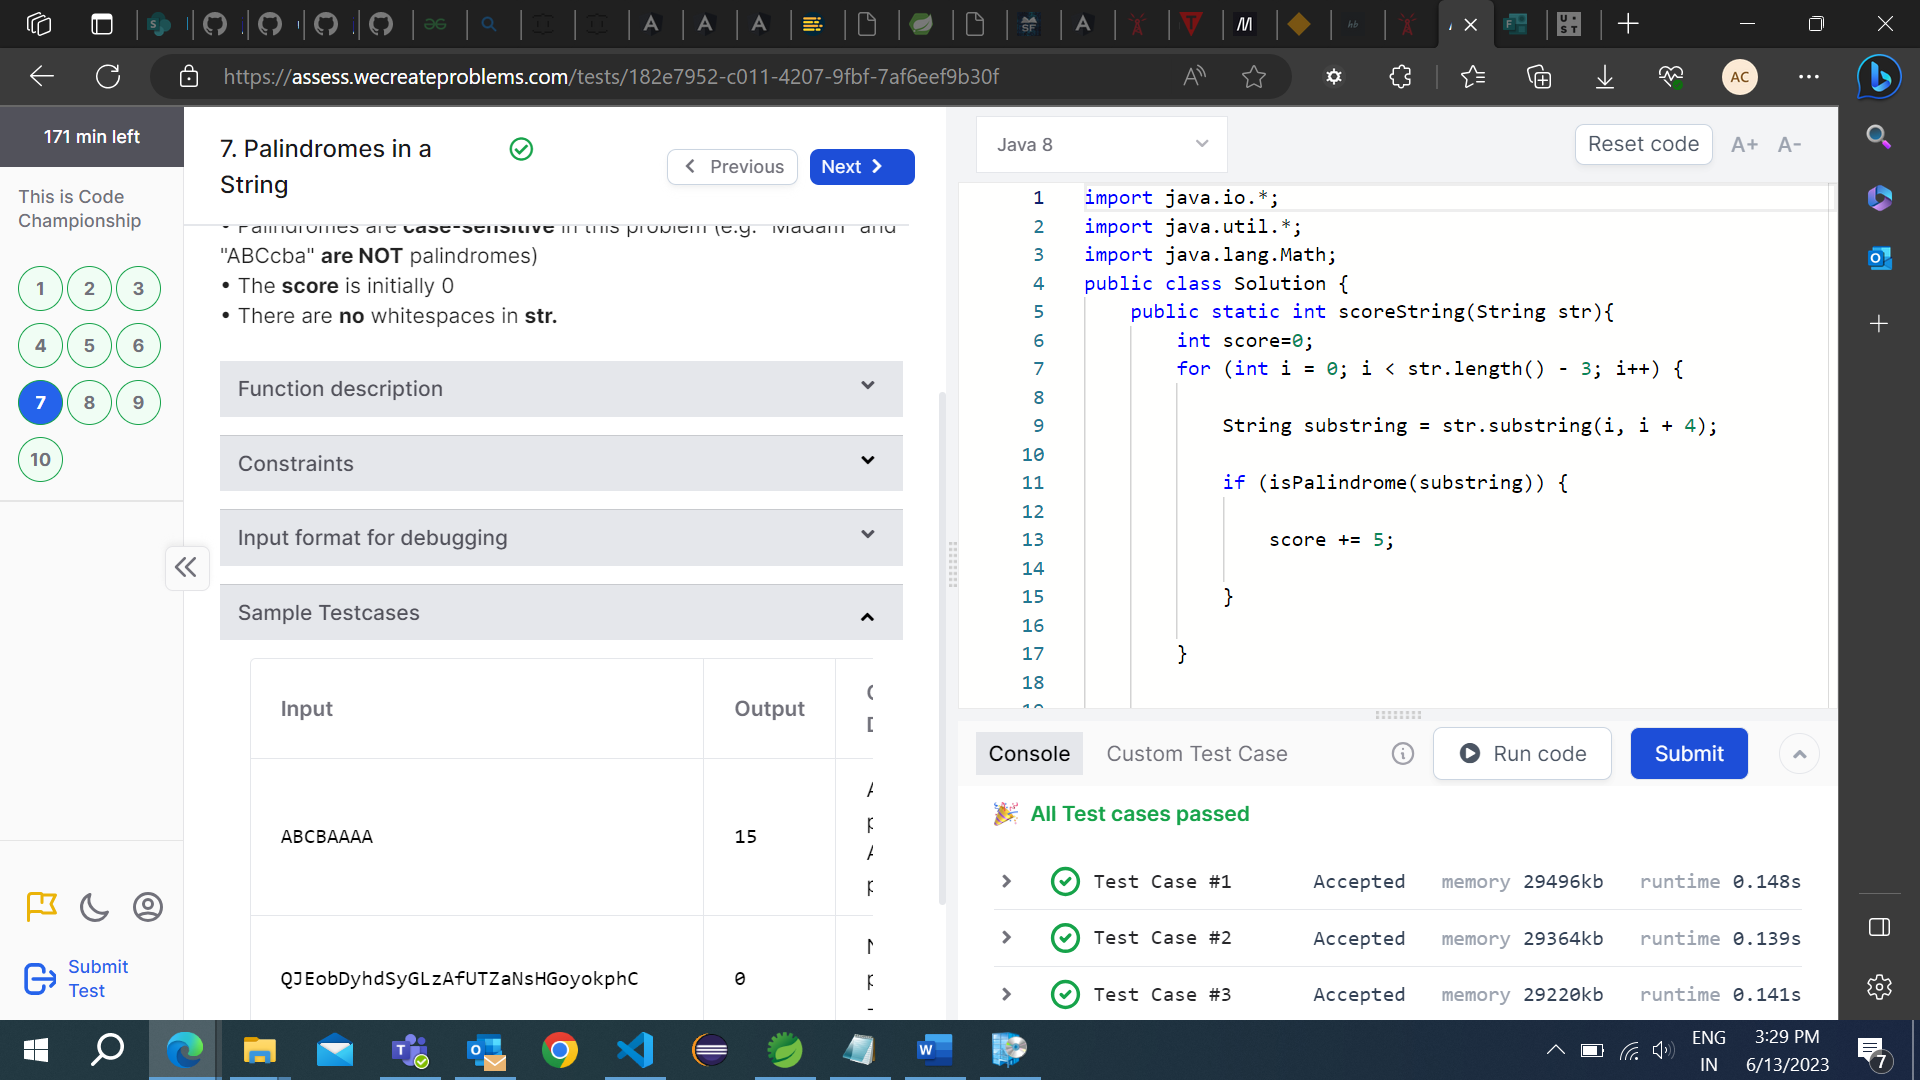 https://assess.wecreateproblems.com/tests/182e7952-c011-4207-9fbf-7af6eef9b30f
AC
171 min left
This is Code
Championship
1 2 3
4 5 6
7 8 9
10
Submit
Test
7. Palindromes in a
String
Previous
Next
• Palindromes are case-sensitive in this problem (e.g. "Madam" and
"ABCcba" are NOT palindromes)
• The score is initially 0
• There are no whitespaces in str.
Function description
Constraints
Input format for debugging
Sample Testcases
Input Output
ABCBAAAA 15
QJEobDyhdSyGLzAfUTZaNsHGoyokphC 0
Java 8
Reset code
A+ A-
1 import java.io.*;
2 import java.util.*;
3 import java.lang.Math;
4 public class Solution {
5 public static int scoreString(String str){
6 int score=0;
7 for (int i = 0; i < str.length() - 3; i++) {
8
9 String substring = str.substring(i, i + 4);
10
11 if (isPalindrome(substring)) {
12
13 score += 5;
14
15 }
16
17 }
18
Console
Custom Test Case
Run code
Submit
All Test cases passed
Test Case #1 Accepted memory 29496kb runtime 0.148s
Test Case #2 Accepted memory 29364kb runtime 0.139s
Test Case #3 Accepted memory 29220kb runtime 0.141s
ENG
IN
3:29 PM
6/13/2023
7